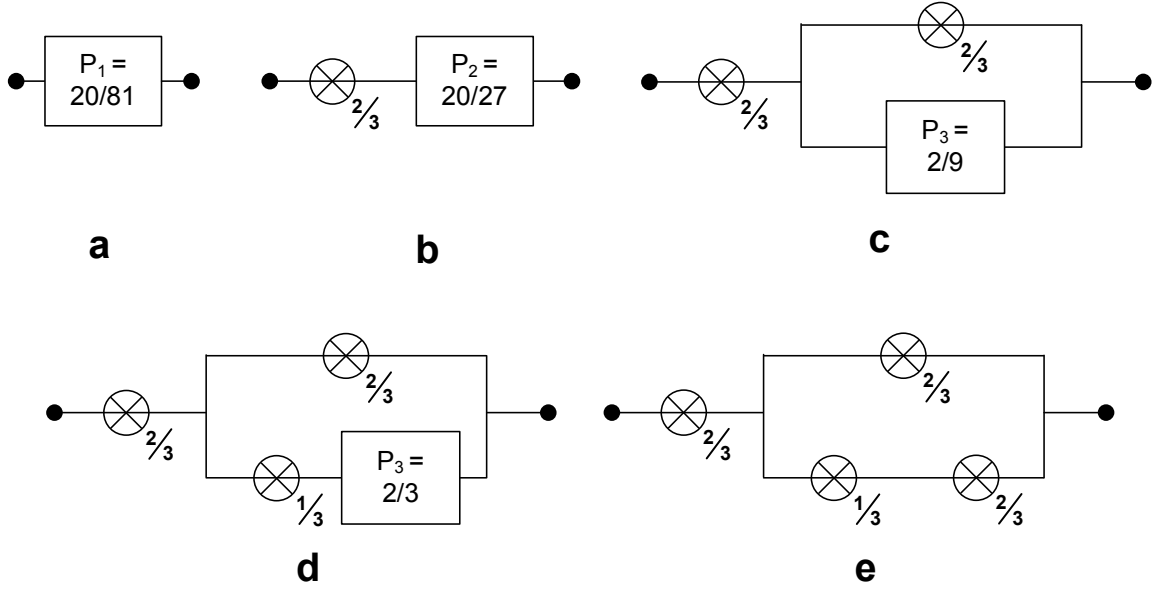 P₁ =
20/81
a
2/3
P₂ =
20/27
b
2/3
2/3
P₃ =
2/9
c
2/3
2/3
1/3
P₃ =
2/3
d
2/3
2/3
1/3
2/3
e